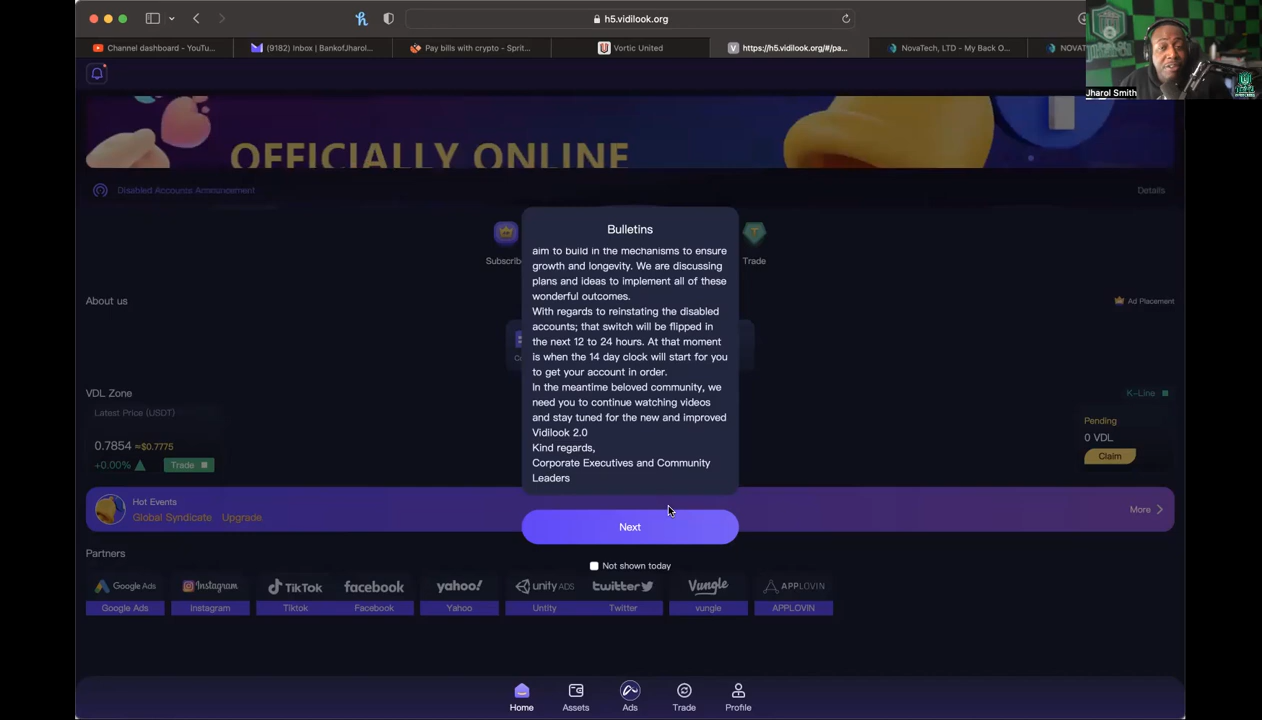 h5.vidilook.org
Channel dashboard - YouTu...
(9182) Inbox | BankofJharol...
Pay bills with crypto - Sprit...
Vortic United
https://h5.vidilook.org/#/pa...
NovaTech, LTD - My Back O...
NOVAT
Jharol Smith
OFFICIALLY ONLINE
Disabled Accounts Announcement
Details
Bulletins
aim to build in the mechanisms to ensure
growth and longevity. We are discussing
plans and ideas to implement all of these
wonderful outcomes.
With regards to reinstating the disabled
accounts; that switch will be flipped in
the next 12 to 24 hours. At that moment
is when the 14 day clock will start for you
to get your account in order.
In the meantime beloved community, we
need you to continue watching videos
and stay tuned for the new and improved
Vidilook 2.0
Kind regards,
Corporate Executives and Community
Leaders
Next
Not shown today
Subscrib
Trade
About us
Ad Placement
VDL Zone
K-Line
Latest Price (USDT)
0.7854 ≈$0.7775
+0.00%
Trade
Pending
0 VDL
Claim
Hot Events
Global Syndicate Upgrade
More
Partners
Google Ads Instagram TikTok facebook yahoo! unity ADS twitter Vungle APPLOVIN
Google Ads Instagram Tiktok Facebook Yahoo Untity Twitter vungle APPLOVIN
Home Assets Ads Trade Profile